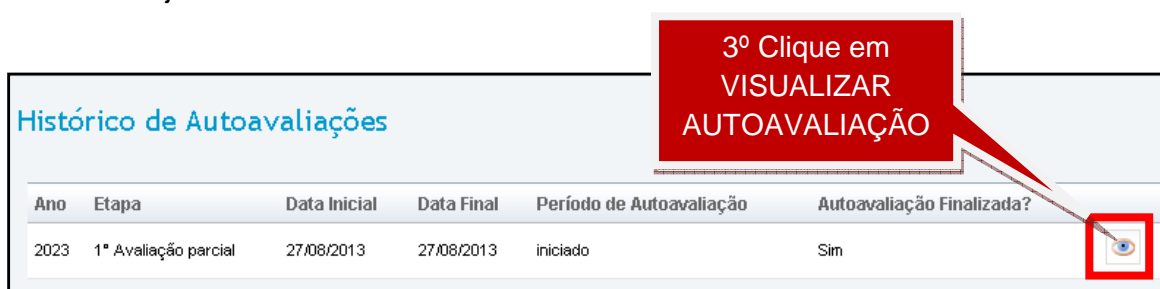 3º Clique em
VISUALIZAR
AUTOAVALIAÇÃO
Histórico de Autoavaliações
Ano Etapa Data Inicial Data Final Período de Autoavaliação Autoavaliação Finalizada?
2023 1ª Avaliação parcial 27/08/2013 27/08/2013 iniciado Sim